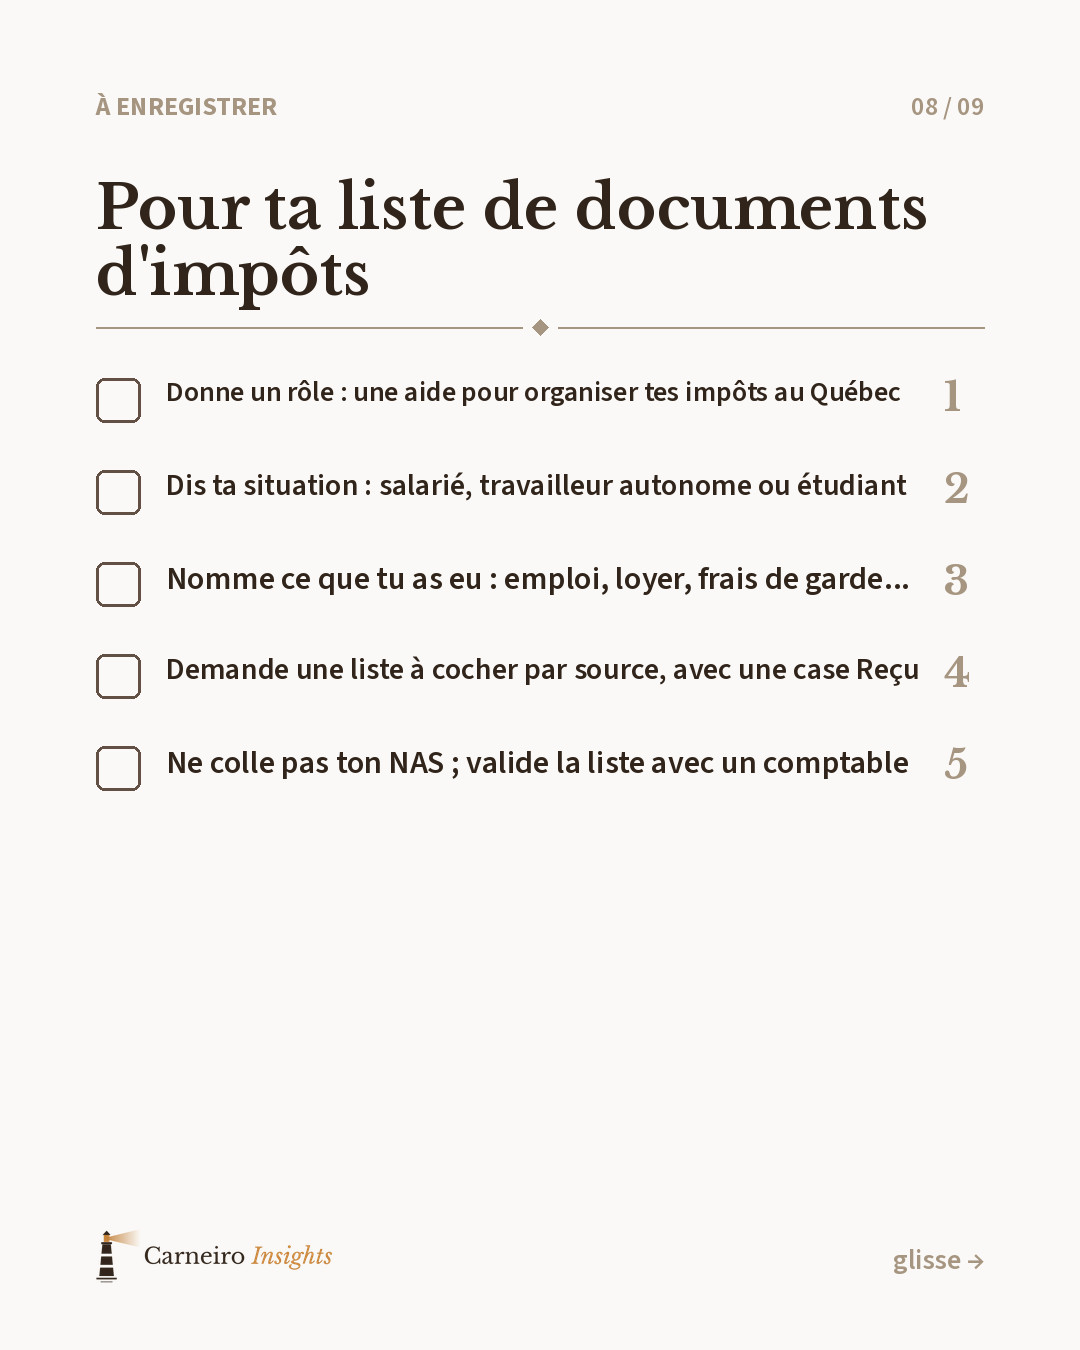 À ENREGISTRER
08 / 09
Pour ta liste de documents
d'impôts
Donne un rôle : une aide pour organiser tes impôts au Québec 1
Dis ta situation : salarié, travailleur autonome ou étudiant 2
Nomme ce que tu as eu : emploi, loyer, frais de garde... 3
Demande une liste à cocher par source, avec une case Reçu 4
Ne colle pas ton NAS ; valide la liste avec un comptable 5
Carneiro Insights
glisse →